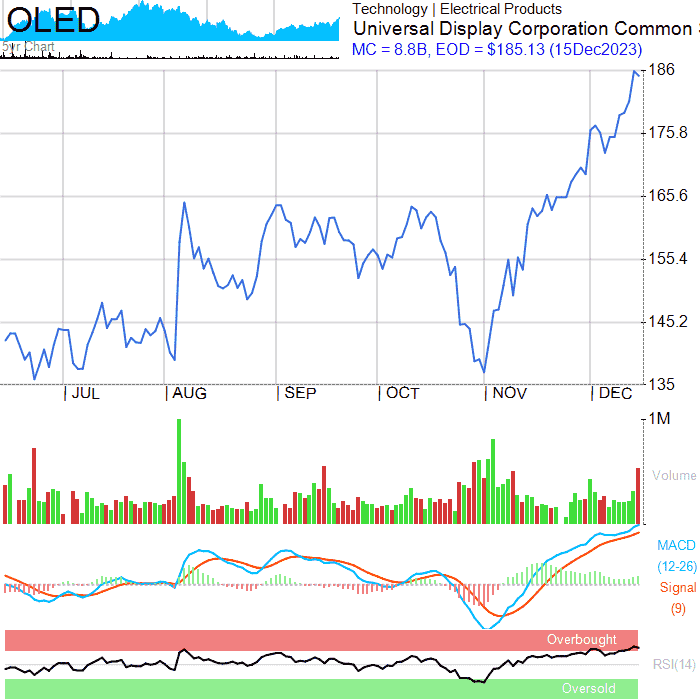 OLED
5yr Chart
Technology | Electrical Products
Universal Display Corporation Common
MC = 8.8B, EOD = $185.13 (15Dec2023)
186
175.8
165.6
155.4
145.2
135
| JUL | AUG | SEP | OCT | NOV | DEC
1M
Volume
MACD
(12-26)
Signal
(9)
Overbought
RSI(14)
Oversold